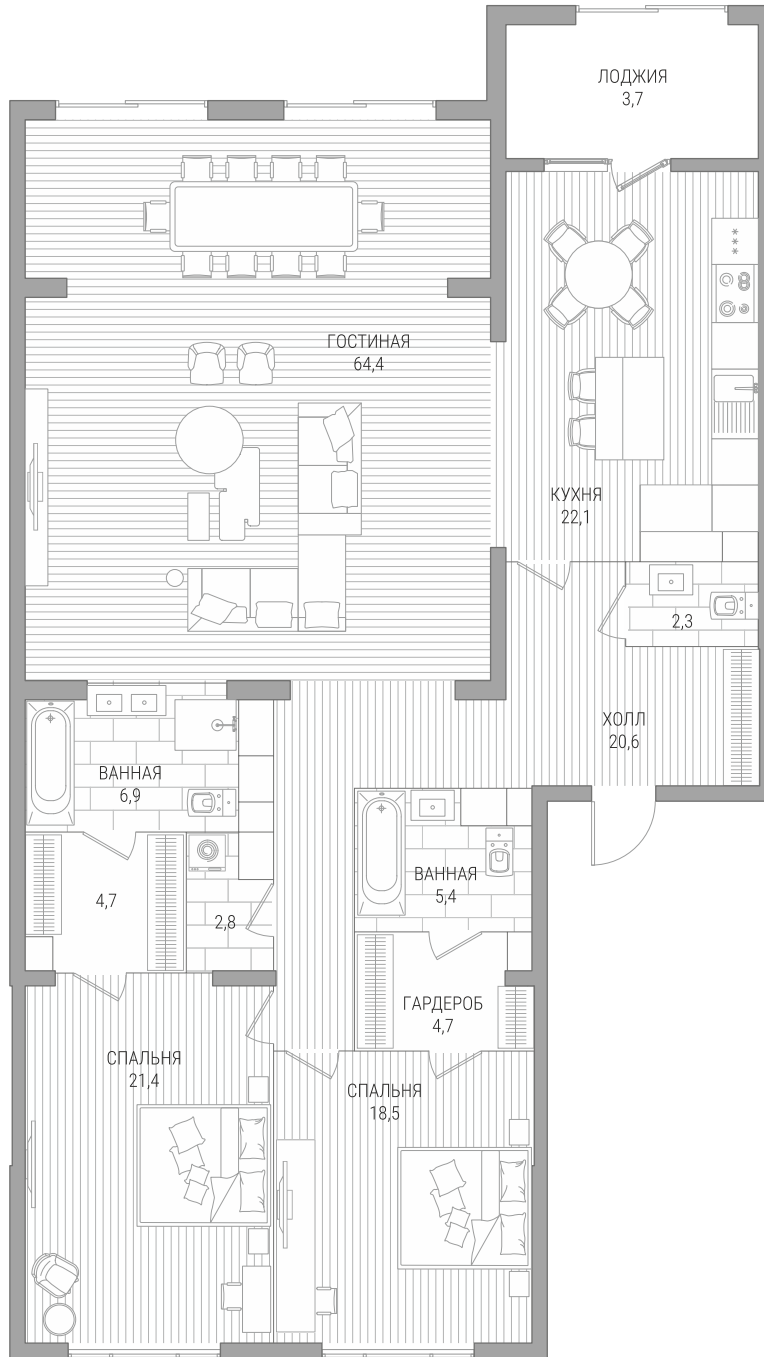 ЛОДЖИЯ
3,7
ГОСТИНАЯ
64,4
КУХНЯ
22,1
2,3
ХОЛЛ
20,6
ВАННАЯ
6,9
ВАННАЯ
5,4
4,7
2,8
ГАРДЕРОБ
4,7
СПАЛЬНЯ
21,4
СПАЛЬНЯ
18,5